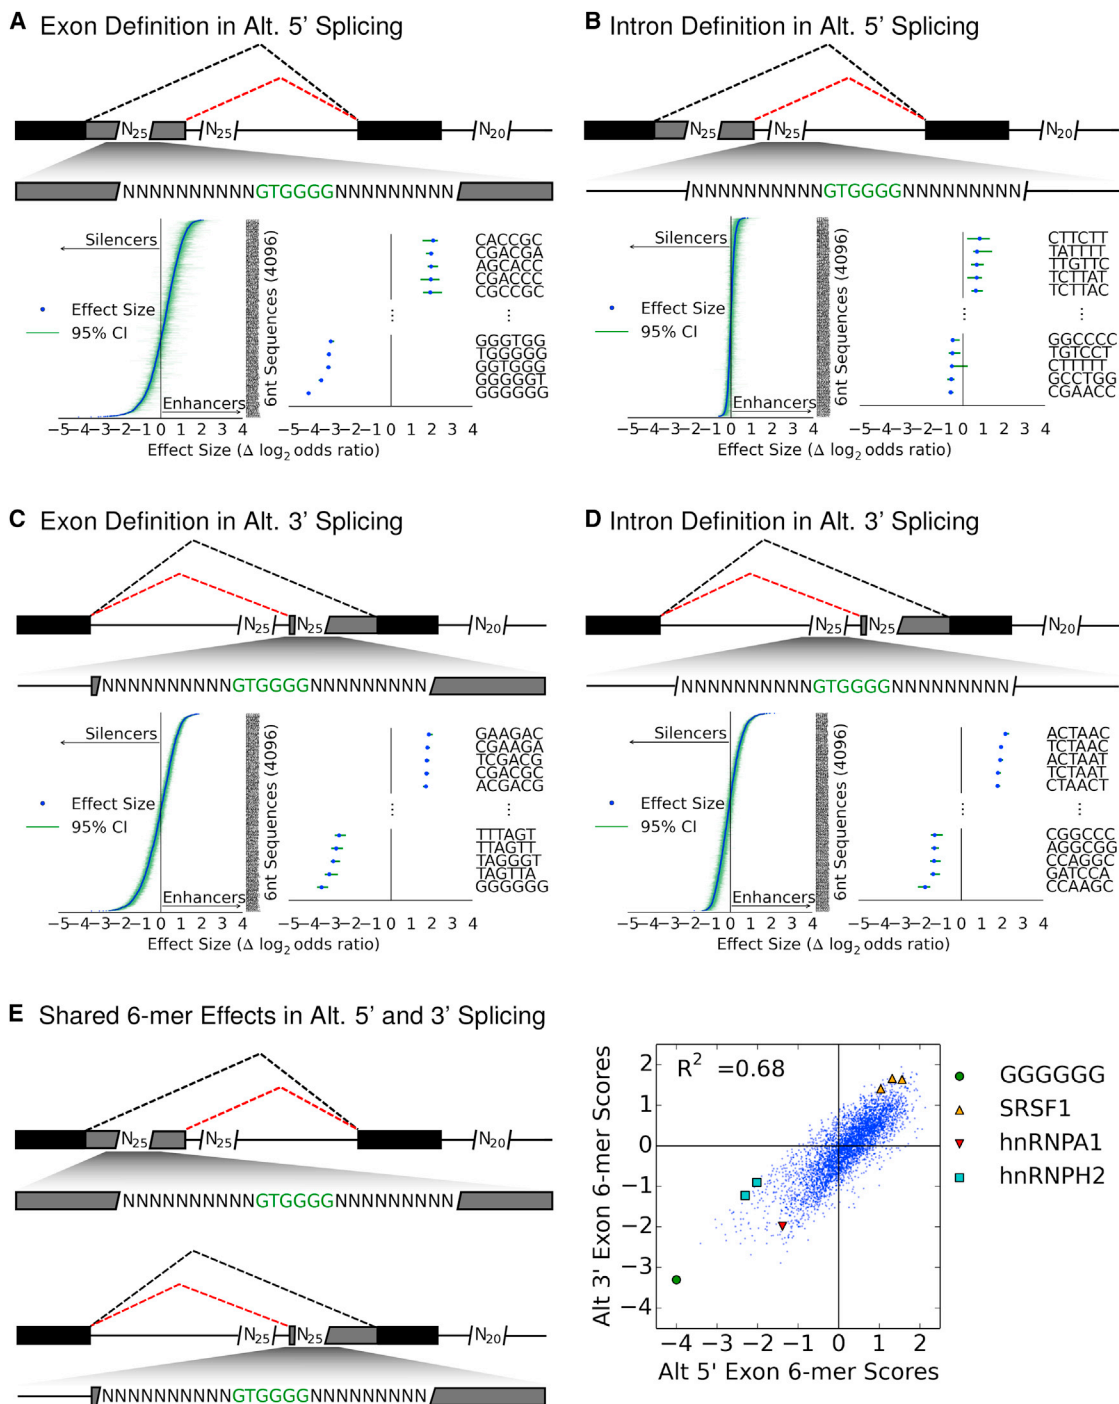 A Exon Definition in Alt. 5' Splicing
N25 N25 N20
NNNNNNNNNNGTGGGGNNNNNNNNN
Silencers
Effect Size
95% CI
Enhancers
−5−4−3−2−1 0 1 2 3 4
6nt Sequences (4096)
CACCGC
CGACGA
AGCACC
CGACCC
CGCCGC
⋮ ⋮
GGGTGG
TGGGGG
GGTGGG
GGGGGT
GGGGGG
−5−4−3−2−1 0 1 2 3 4
Effect Size (Δ log2 odds ratio)
B Intron Definition in Alt. 5' Splicing
N25 N25 N20
NNNNNNNNNNGTGGGGNNNNNNNNN
Silencers
Effect Size
95% CI
Enhancers
−5−4−3−2−1 0 1 2 3 4
6nt Sequences (4096)
CTTCTT
TATTTT
TTGTTC
TCTTAT
TCTTAC
⋮ ⋮
GGCCCC
TGTCCT
CTTTTT
GCCTGG
CGAACC
−5−4−3−2−1 0 1 2 3 4
Effect Size (Δ log2 odds ratio)
C Exon Definition in Alt. 3' Splicing
N25 N25 N20
NNNNNNNNNNGTGGGGNNNNNNNNN
Silencers
Effect Size
95% CI
Enhancers
−5−4−3−2−1 0 1 2 3 4
6nt Sequences (4096)
GAAGAC
CGAAGA
TCGACG
CGACGC
ACGACG
⋮ ⋮
TTTAGT
TTAGTT
TAGGGT
TAGTTA
GGGGGG
−5−4−3−2−1 0 1 2 3 4
Effect Size (Δ log2 odds ratio)
D Intron Definition in Alt. 3' Splicing
N25 N25 N20
NNNNNNNNNNGTGGGGNNNNNNNNN
Silencers
Effect Size
95% CI
Enhancers
−5−4−3−2−1 0 1 2 3 4
6nt Sequences (4096)
ACTAAC
TCTAAC
ACTAAT
TCTAAT
CTAACT
⋮ ⋮
CGGCCC
AGGCGG
CCAGGC
GATCCA
CCAAGC
−5−4−3−2−1 0 1 2 3 4
Effect Size (Δ log2 odds ratio)
E Shared 6-mer Effects in Alt. 5' and 3' Splicing
N25 N25
NNNNNNNNNNGTGGGGNNNNNNNNN
N25 N25 N20
NNNNNNNNNNGTGGGGNNNNNNNNN
Alt 3' Exon 6-mer Scores
2
1
0
−1
−2
−3
−4
R2 =0.68
−4 −3 −2 −1 0 1 2
Alt 5' Exon 6-mer Scores
GGGGGG
SRSF1
hnRNPA1
hnRNPH2